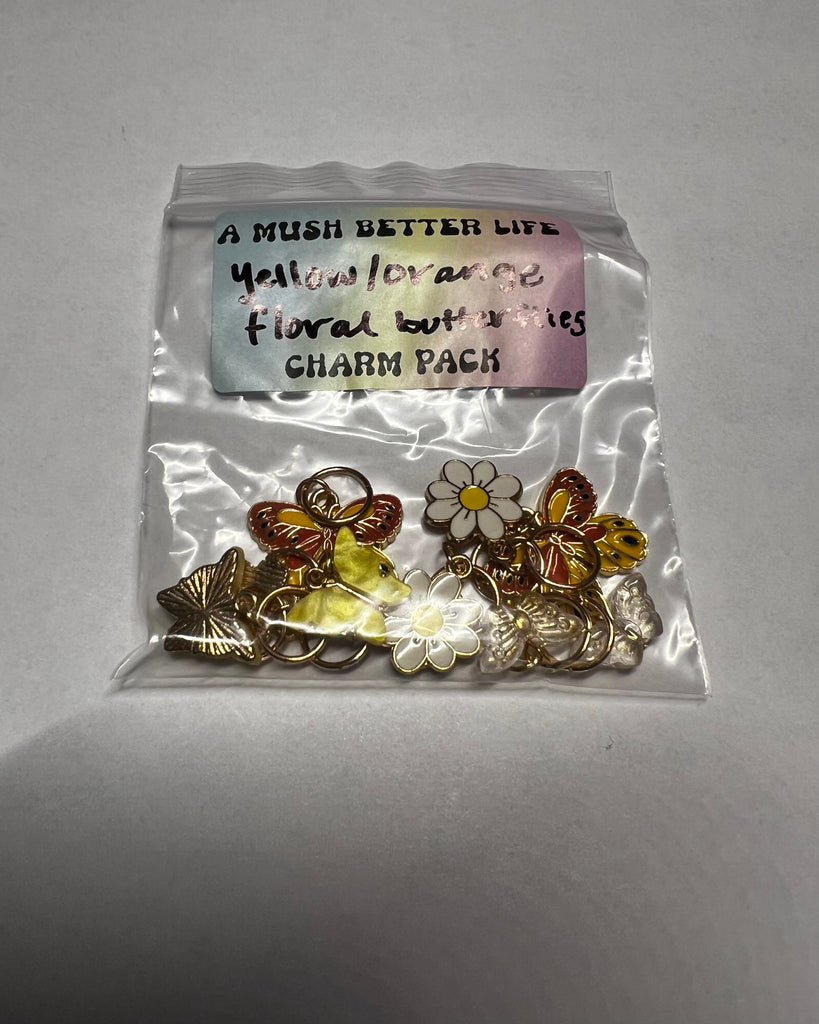 A MUSH BETTER LIFE
yellow/orange
floral butterflies
CHARM PACK